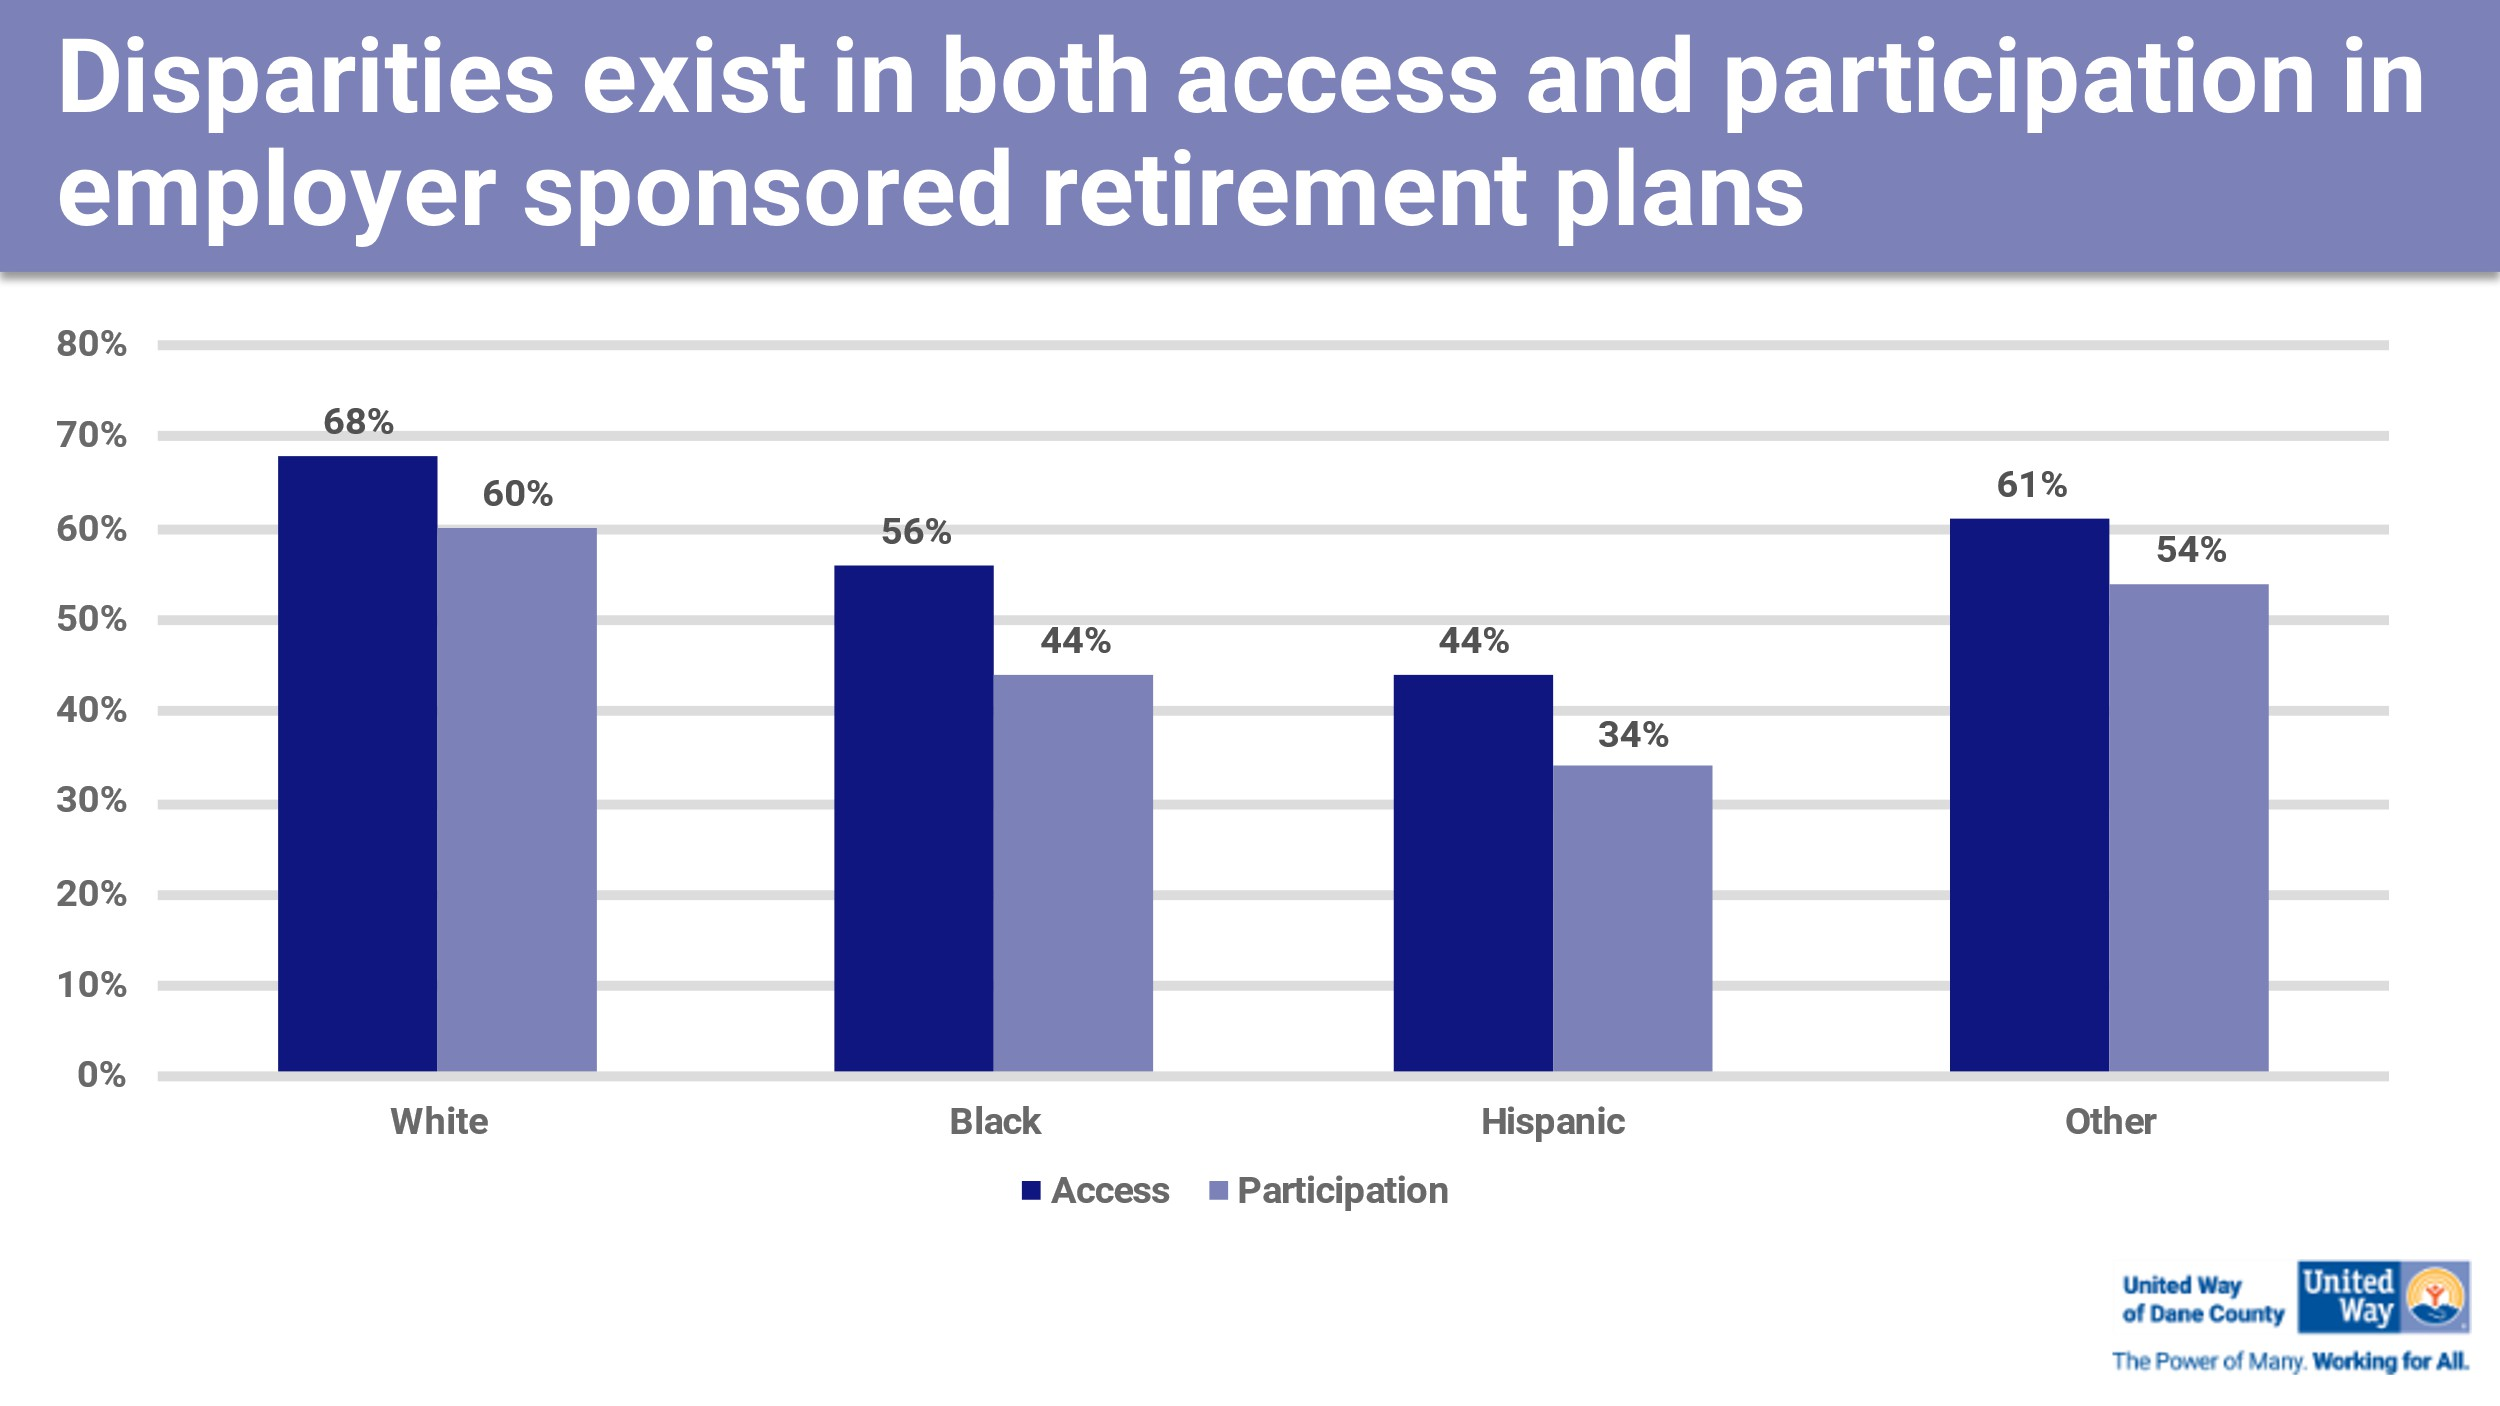 Disparities exist in both access and participation in
employer sponsored retirement plans
80%
70%
60%
50%
40%
30%
20%
10%
0%
68%
60%
56%
44%
44%
34%
61%
54%
White
Black
Hispanic
Other
Access
Participation
United Way
of Dane County
United
Way
The Power of Many. Working for All.